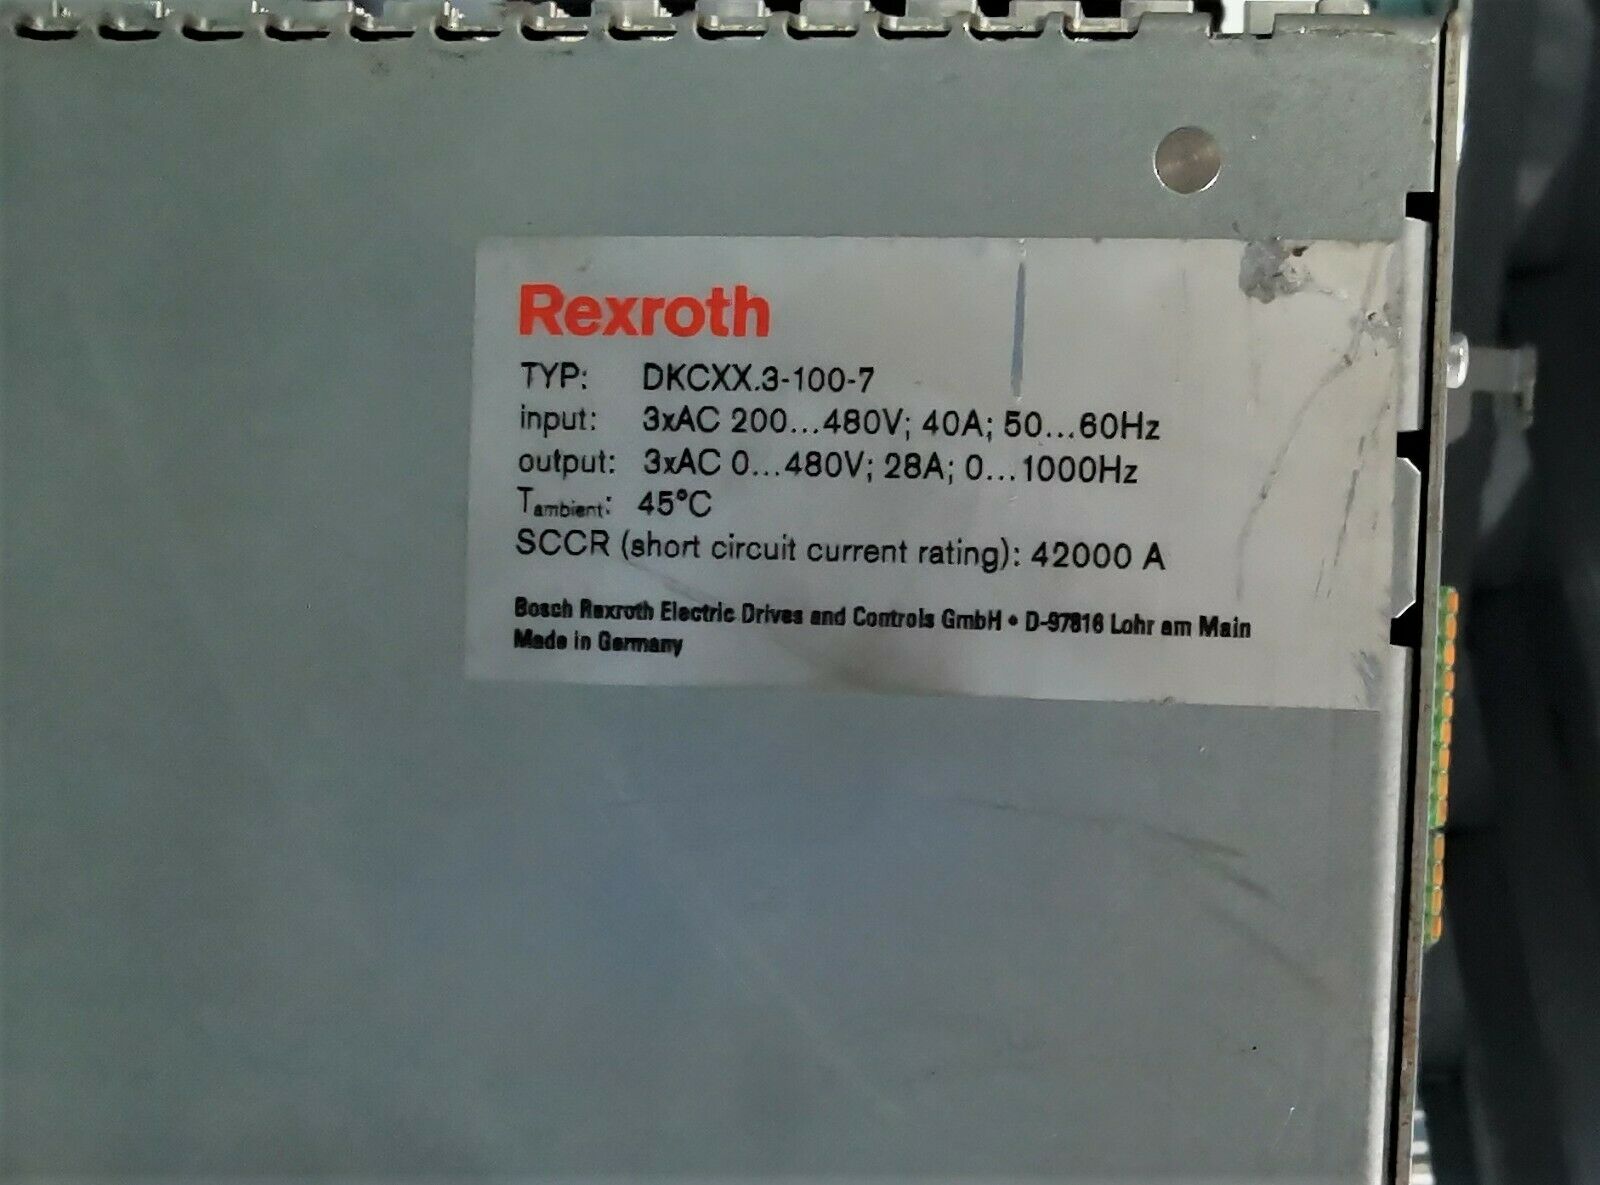 Rexroth
TYP: DKCXX.3-100-7
input: 3xAC 200...480V; 40A; 50...60Hz
output: 3xAC 0...480V; 28A; 0...1000Hz
Tambient: 45°C
SCCR (short circuit current rating): 42000 A
Bosch Rexroth Electric Drives and Controls GmbH • D-97816 Lohr am Main
Made in Germany